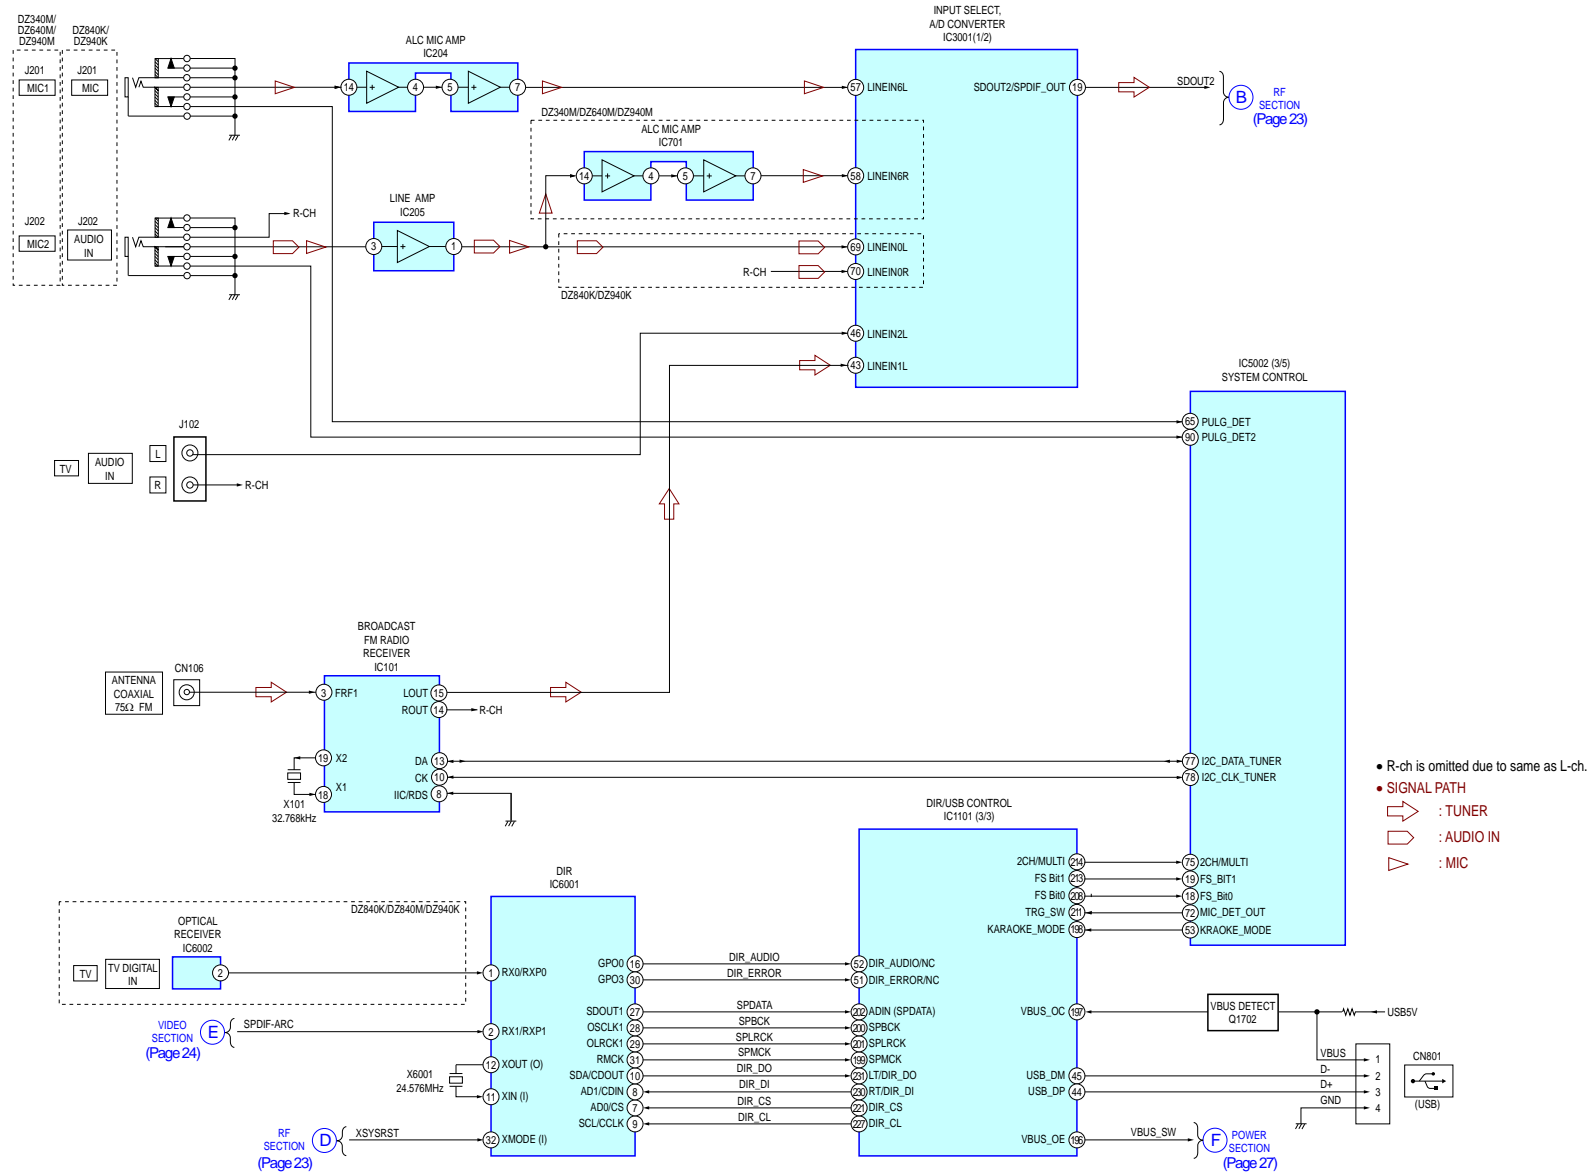 DZ340M/
DZ640M/
DZ940M
DZ840K/
DZ940K
J201
MIC1
J201
MIC
J202
MIC2
J202
AUDIO
IN
ALC MIC AMP
IC204
14
4
5
7
INPUT SELECT,
A/D CONVERTER
IC3001(1/2)
57 LINEIN6L
SDOUT2/SPDIF_OUT 19
SDOUT2
B
RF
SECTION
(Page 23)
DZ340M/DZ640M/DZ940M
ALC MIC AMP
IC701
14
4
5
7
58 LINEIN6R
R-CH
LINE AMP
IC205
3
1
69 LINEIN0L
R-CH
70 LINEIN0R
DZ840K/DZ940K
46 LINEIN2L
43 LINEIN1L
IC5002 (3/5)
SYSTEM CONTROL
65 PULG_DET
90 PULG_DET2
J102
TV
AUDIO
IN
L
R
R-CH
BROADCAST
FM RADIO
RECEIVER
IC101
ANTENNA
COAXIAL
75Ω FM
CN106
3 FRF1
LOUT 15
ROUT 14
R-CH
19 X2
18 X1
X101
32.768kHz
DA 13
CK 10
IIC/RDS 8
77 I2C_DATA_TUNER
78 I2C_CLK_TUNER
• R-ch is omitted due to same as L-ch.
• SIGNAL PATH
: TUNER
: AUDIO IN
: MIC
DIR/USB CONTROL
IC1101 (3/3)
2CH/MULTI 214
75 2CH/MULTI
FS Bit1 213
19 FS_BIT1
FS Bit0 208
18 FS_Bit0
TRG_SW 211
72 MIC_DET_OUT
KARAOKE_MODE 198
53 KRAOKE_MODE
DIR
IC6001
DZ840K/DZ840M/DZ940K
OPTICAL
RECEIVER
IC6002
TV
TV DIGITAL
IN
2
1 RX0/RXP0
VIDEO
SECTION
(Page 24)
E
SPDIF-ARC
2 RX1/RXP1
12 XOUT (O)
X6001
24.576MHz
11 XIN (I)
RF
SECTION
(Page 23)
D
XSYSRST
32 XMODE (I)
GPO0 16
DIR_AUDIO
52 DIR_AUDIO/NC
GPO3 30
DIR_ERROR
51 DIR_ERROR/NC
SDOUT1 27
SPDATA
202 ADIN (SPDATA)
OSCLK1 28
SPBCK
200 SPBCK
OLRCK1 29
SPLRCK
201 SPLRCK
RMCK 31
SPMCK
199 SPMCK
SDA/CDOUT 10
DIR_DO
231 LT/DIR_DO
AD1/CDIN 8
DIR_DI
230 RT/DIR_DI
AD0/CS 7
DIR_CS
221 DIR_CS
SCL/CCLK 9
DIR_CL
227 DIR_CL
VBUS_OC 197
VBUS DETECT
Q1702
USB5V
VBUS
1
USB_DM 45
D-
2
USB_DP 44
D+
3
GND
4
CN801
(USB)
VBUS_OE 196
VBUS_SW
F
POWER
SECTION
(Page 27)